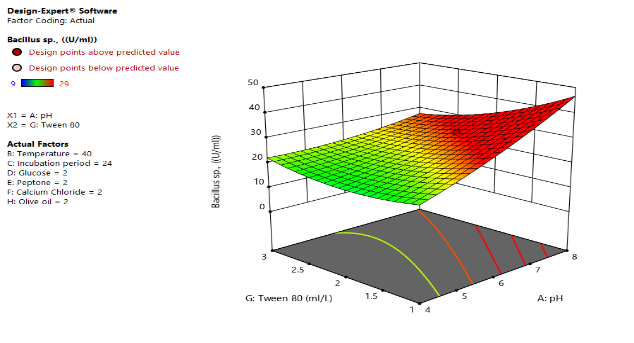 Design-Expert® Software
Factor Coding: Actual
Bacillus sp., ((U/ml))
Design points above predicted value
Design points below predicted value
9 29
X1 = A: pH
X2 = G: Tween 80
Actual Factors
B: Temperature = 40
C: Incubation period = 24
D: Glucose = 2
E: Peptone = 2
F: Calcium Chloride = 2
H: Olive oil = 2
Bacillus sp., ((U/ml))
50
40
30
20
10
0
3
2.5
2
1.5
1
4
5
6
7
8
G: Tween 80 (ml/L)
A: pH